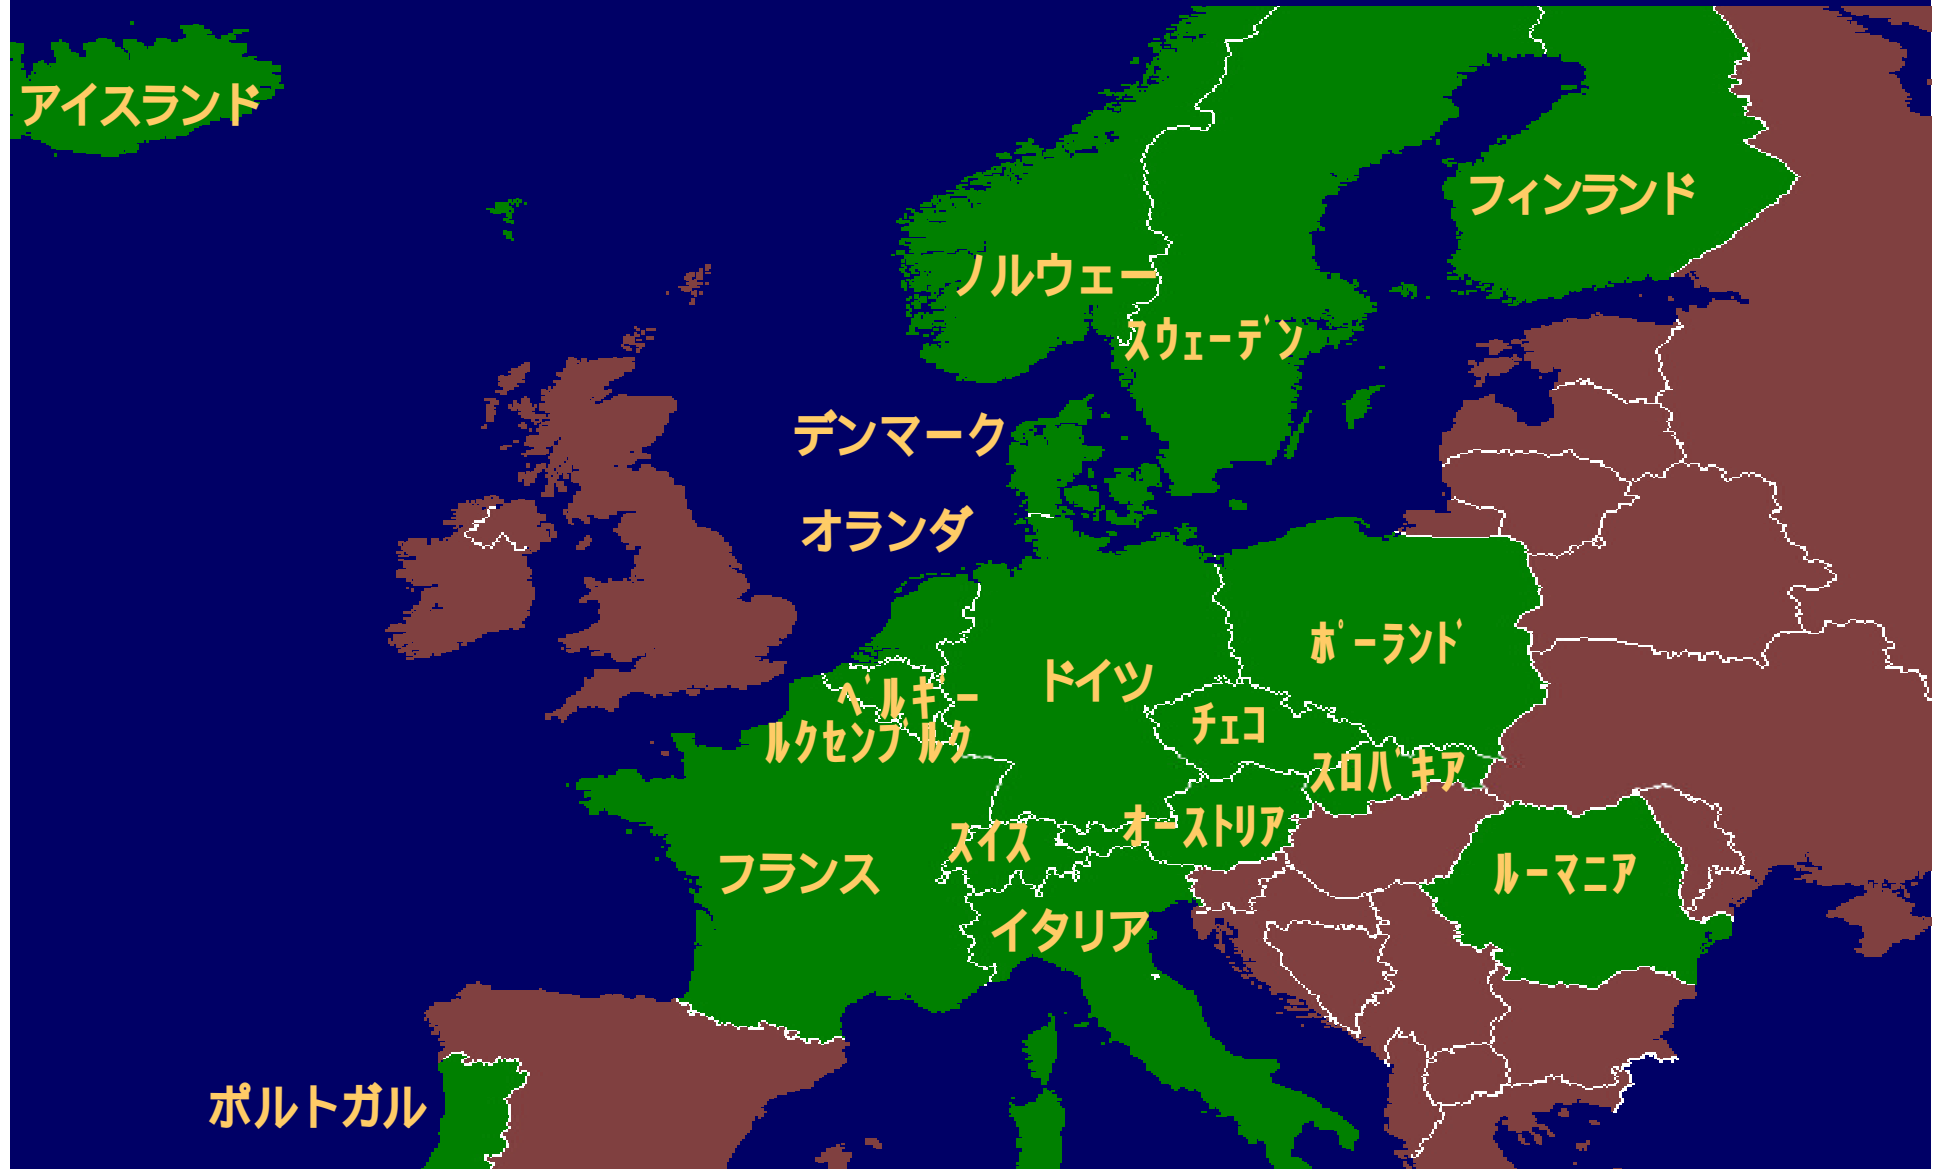 アイスランド
フィンランド
ノルウェー
スウェーデン
デンマーク
オランダ
ポーランド
ドイツ
ベルギー
ルクセンブルク
チェコ
スロバキア
オーストリア
スイス
フランス
ルーマニア
イタリア
ポルトガル